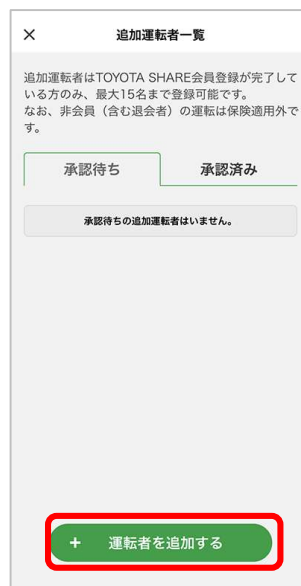 × 追加運転者一覧
追加運転者はTOYOTA SHARE会員登録が完了して
いる方のみ、最大15名まで登録可能です。
なお、非会員（含む退会者）の運転は保険適用外で
す。
承認待ち 承認済み
承認待ちの追加運転者はいません。
+ 運転者を追加する